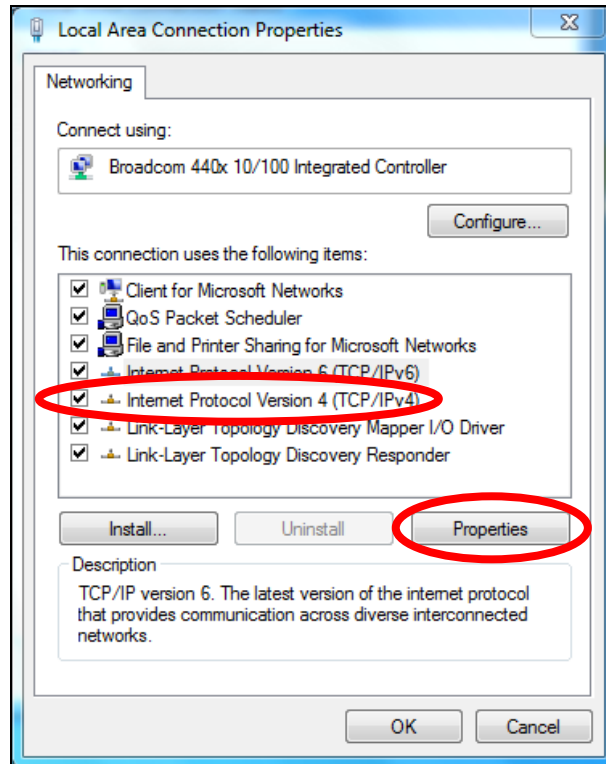 Local Area Connection Properties
Networking
Connect using:
Broadcom 440x 10/100 Integrated Controller
Configure...
This connection uses the following items:
Client for Microsoft Networks
QoS Packet Scheduler
File and Printer Sharing for Microsoft Networks
Internet Protocol Version 6 (TCP/IPv6)
Internet Protocol Version 4 (TCP/IPv4)
Link-Layer Topology Discovery Mapper I/O Driver
Link-Layer Topology Discovery Responder
Install...
Uninstall
Properties
Description
TCP/IP version 6. The latest version of the internet protocol
that provides communication across diverse interconnected
networks.
OK
Cancel